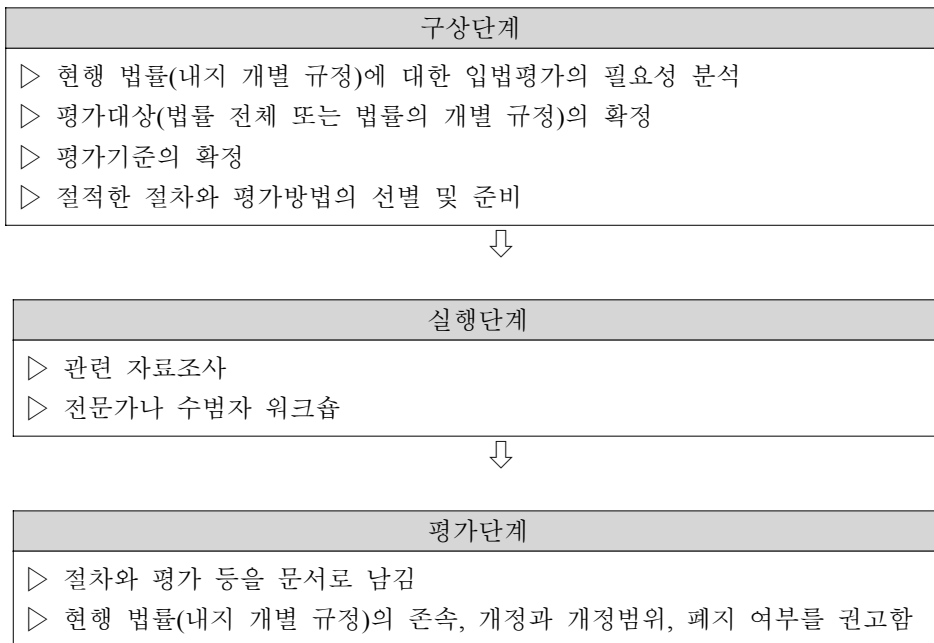 구상단계
▷ 현행 법률(내지 개별 규정)에 대한 입법평가의 필요성 분석
▷ 평가대상(법률 전체 또는 법률의 개별 규정)의 확정
▷ 평가기준의 확정
▷ 절적한 절차와 평가방법의 선별 및 준비
⇩
실행단계
▷ 관련 자료조사
▷ 전문가나 수범자 워크숍
⇩
평가단계
▷ 절차와 평가 등을 문서로 남김
▷ 현행 법률(내지 개별 규정)의 존속, 개정과 개정범위, 폐지 여부를 권고함